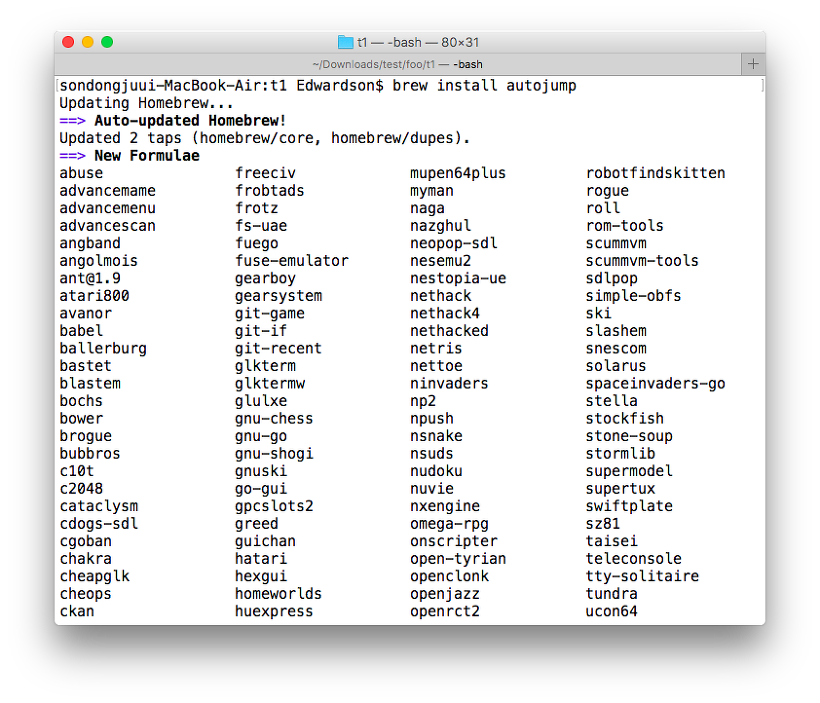 t1 — -bash — 80×31
~/Downloads/test/foo/t1 — -bash
sondongjuui-MacBook-Air:t1 Edwardson$ brew install autojump
Updating Homebrew...
==> Auto-updated Homebrew!
Updated 2 taps (homebrew/core, homebrew/dupes).
==> New Formulae
abuse freeciv mupen64plus robotfindskitten
advancemame frobtads myman rogue
advancemenu frotz naga roll
advancescan fs-uae nazghul rom-tools
angband fuego neopop-sdl scummvm
angolmois fuse-emulator nesemu2 scummvm-tools
ant@1.9 gearboy nestopia-ue sdlpop
atari800 gearsystem nethack simple-obfs
avanor git-game nethack4 ski
babel git-if nethacked slashem
ballerburg git-recent netris snescom
bastet glkterm nettoe solarus
blastem glktermw ninvaders spaceinvaders-go
bochs glulxe np2 stella
bower gnu-chess npush stockfish
brogue gnu-go nsnake stone-soup
bubbros gnu-shogi nsuds stormlib
c10t gnuski nudoku supermodel
c2048 go-gui nuvie supertux
cataclysm gpcslots2 nxengine swiftplate
cdogs-sdl greed omega-rpg sz81
cgoban guichan onscripter taisei
chakra hatari open-tyrian teleconsole
cheapglk hexgui openclonk tty-solitaire
cheops homeworlds openjazz tundra
ckan huexpress openrct2 ucon64